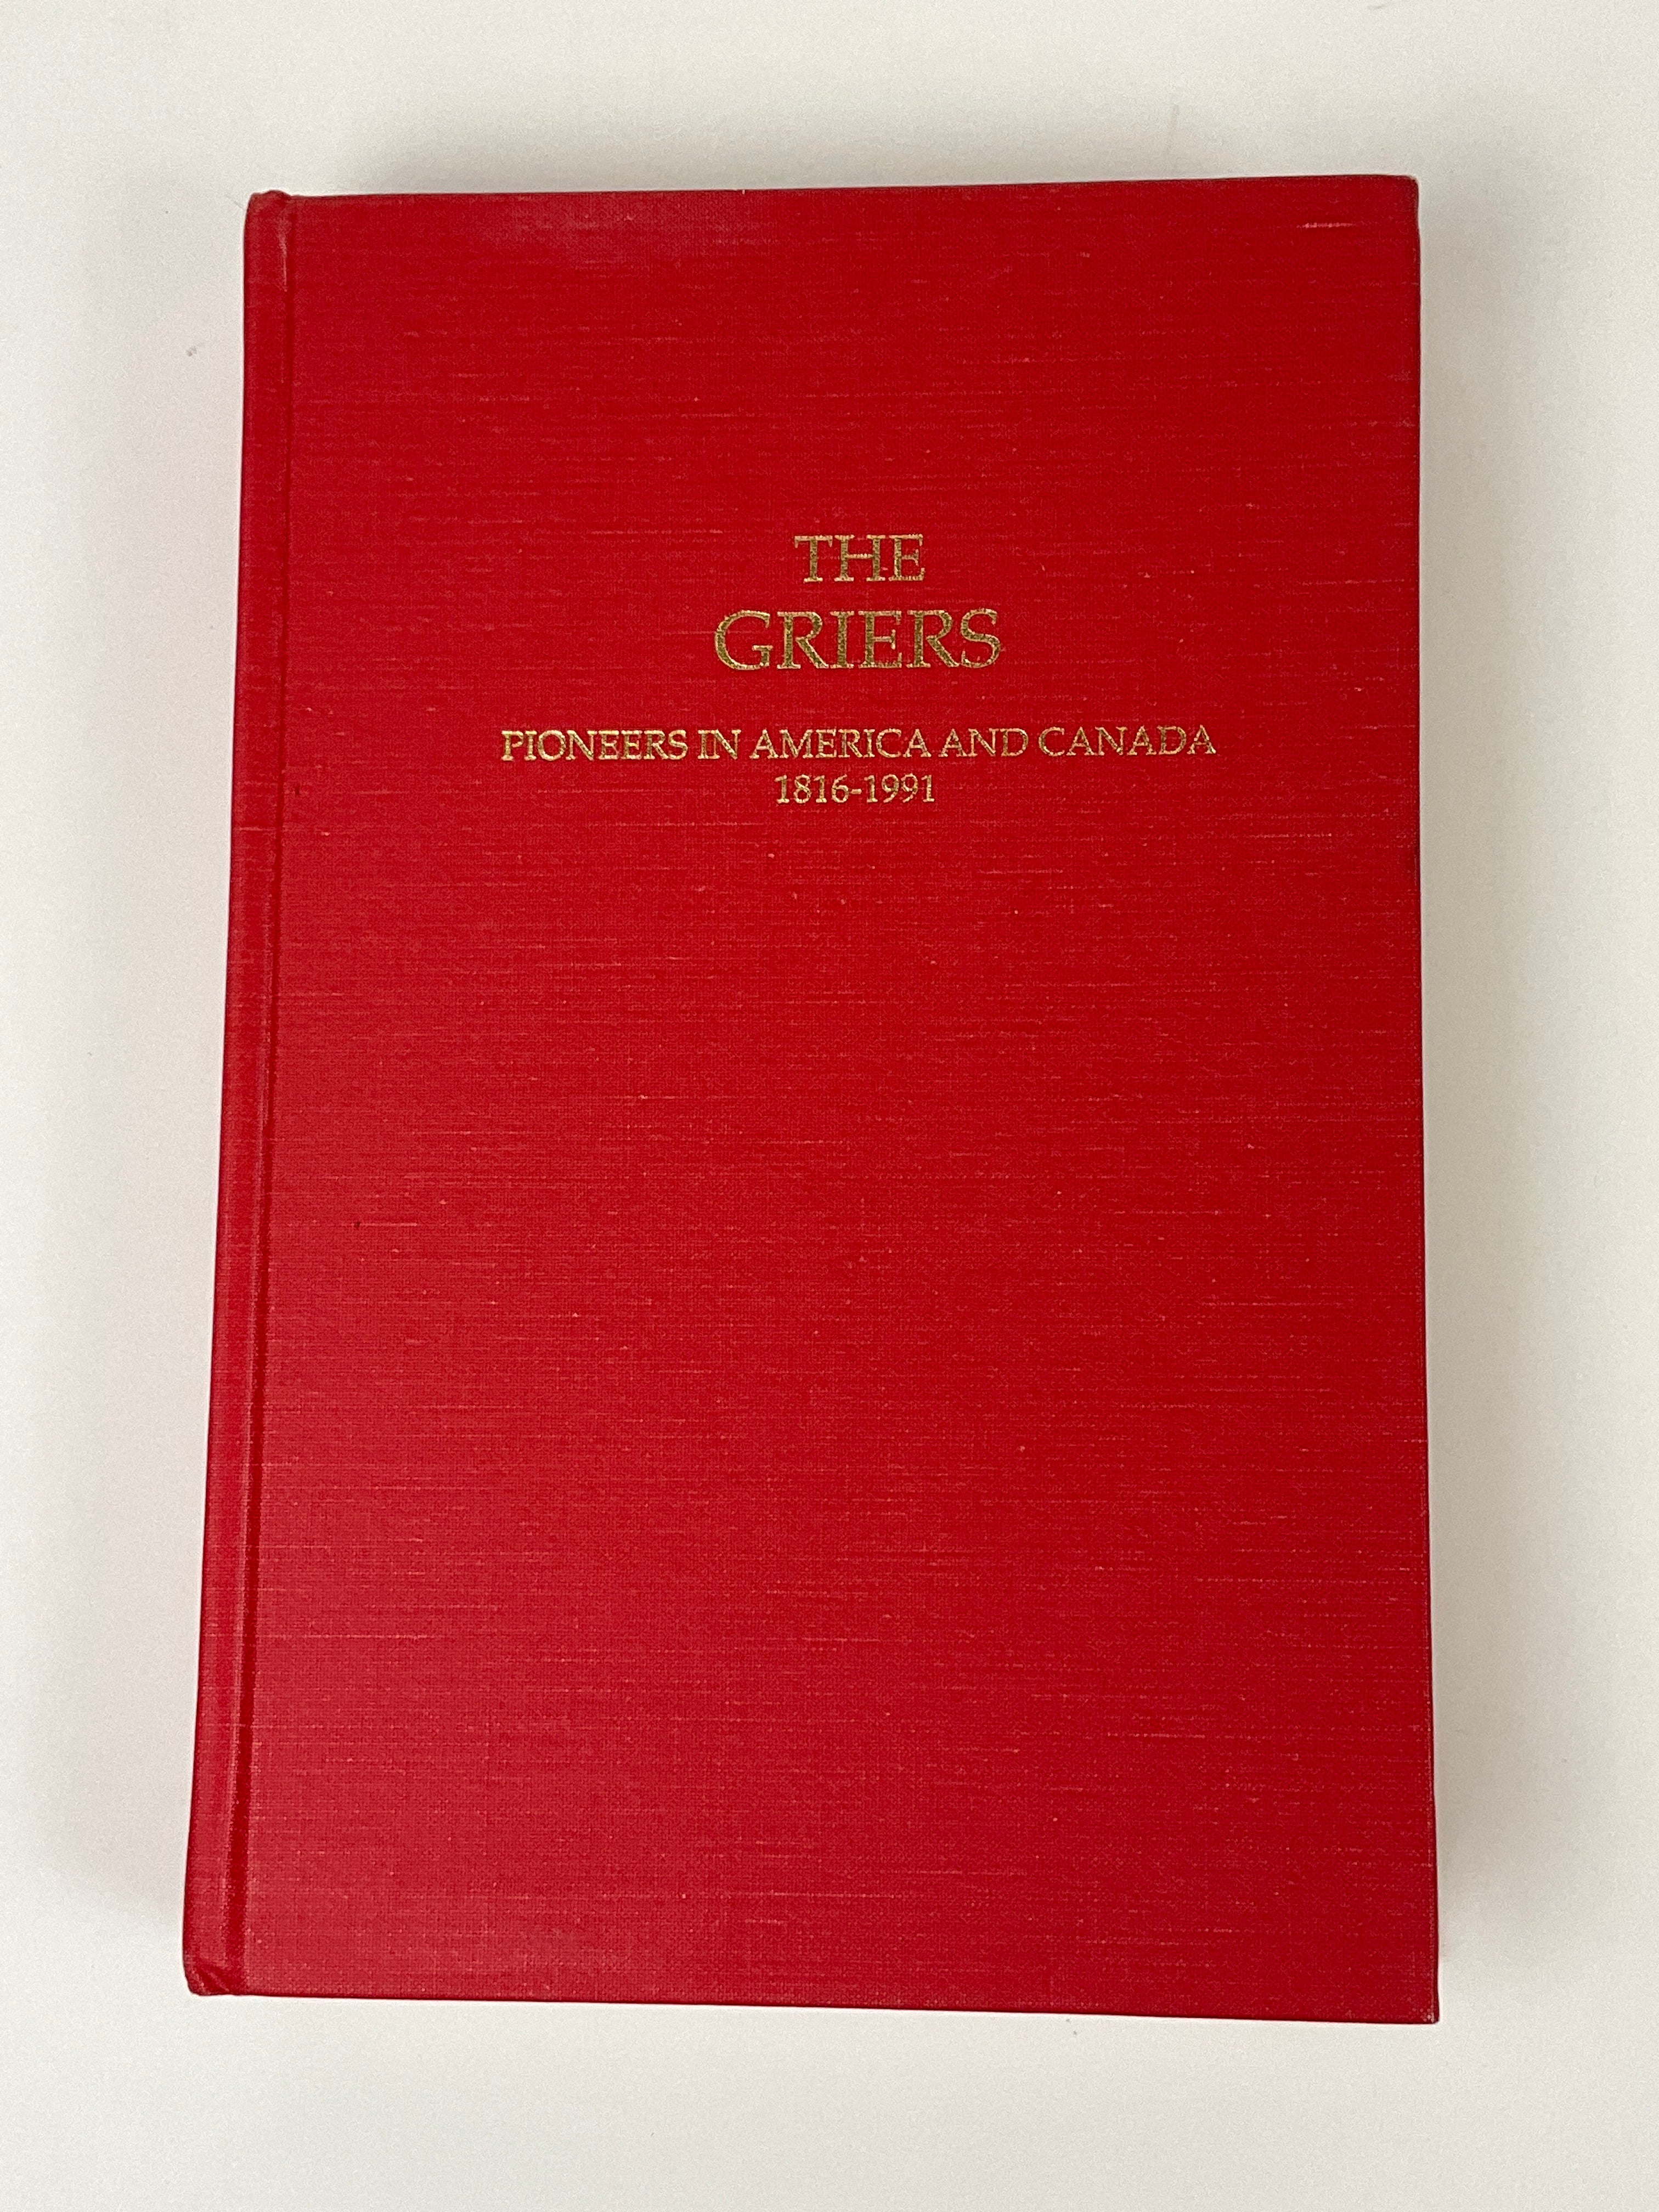 THE
GRIERS
PIONEERS IN AMERICA AND CANADA
1816-1991